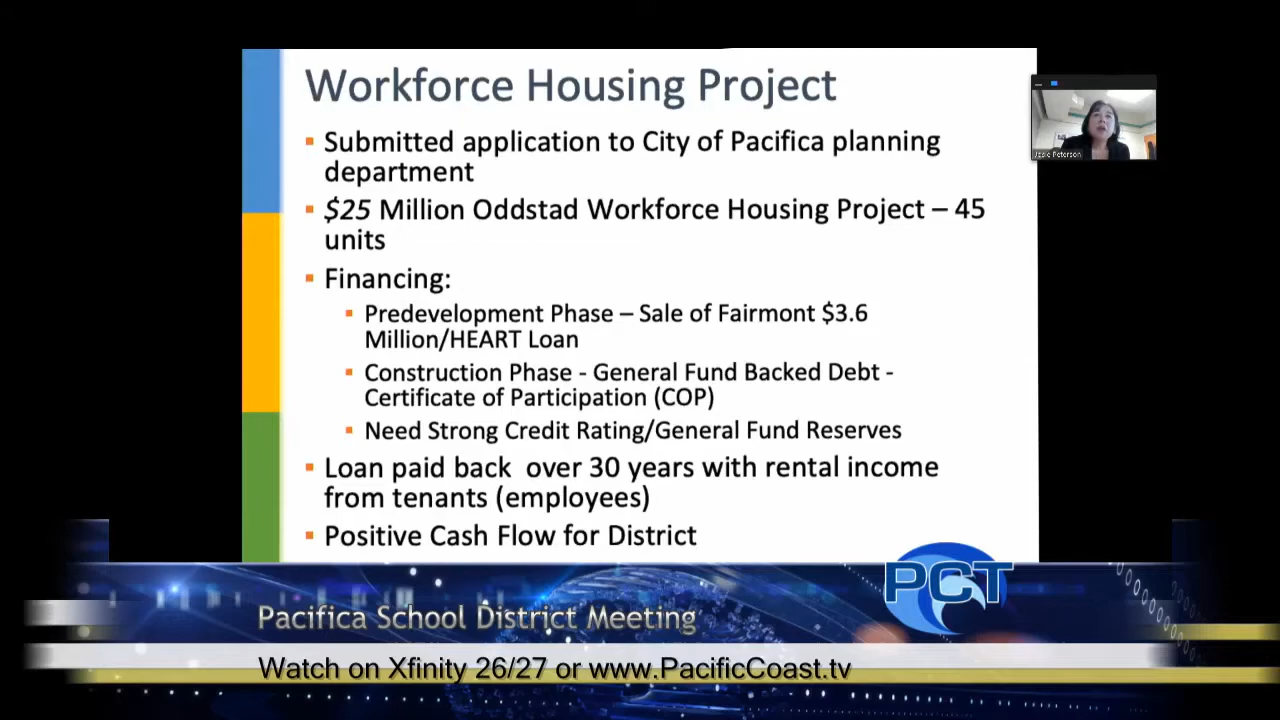 Workforce Housing Project
▪ Submitted application to City of Pacifica planning
department
▪ $25 Million Oddstad Workforce Housing Project – 45
units
▪ Financing:
▪ Predevelopment Phase – Sale of Fairmont $3.6
Million/HEART Loan
▪ Construction Phase - General Fund Backed Debt -
Certificate of Participation (COP)
▪ Need Strong Credit Rating/General Fund Reserves
▪ Loan paid back over 30 years with rental income
from tenants (employees)
▪ Positive Cash Flow for District
Peterson
PCT
Pacifica School District Meeting
Watch on Xfinity 26/27 or www.PacificCoast.tv